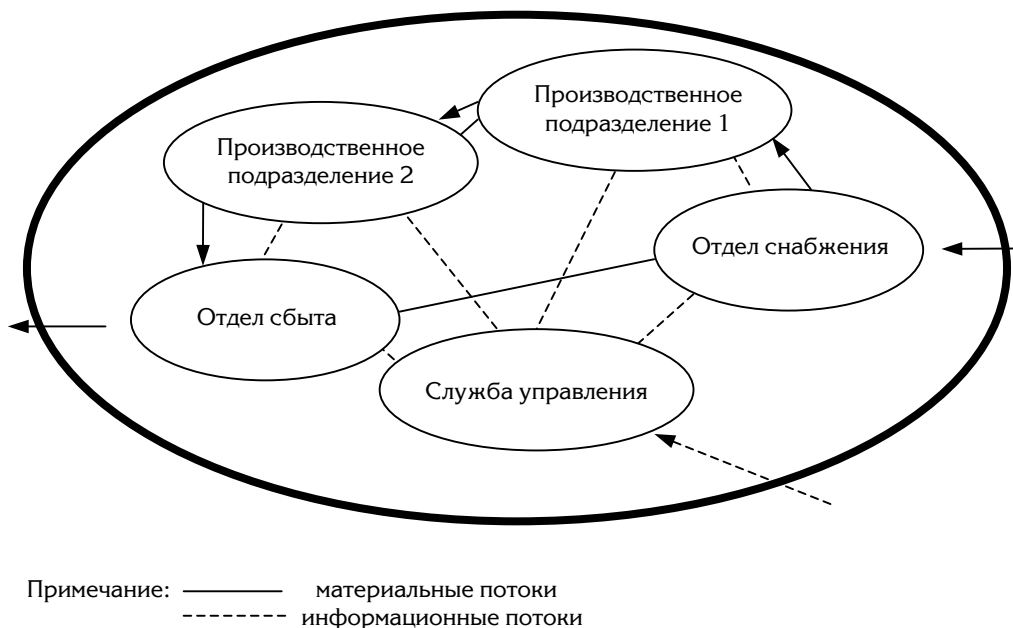 Производственное
подразделение 1
Производственное
подразделение 2
Отдел снабжения
Отдел сбыта
Служба управления
Примечание: материальные потоки
информационные потоки